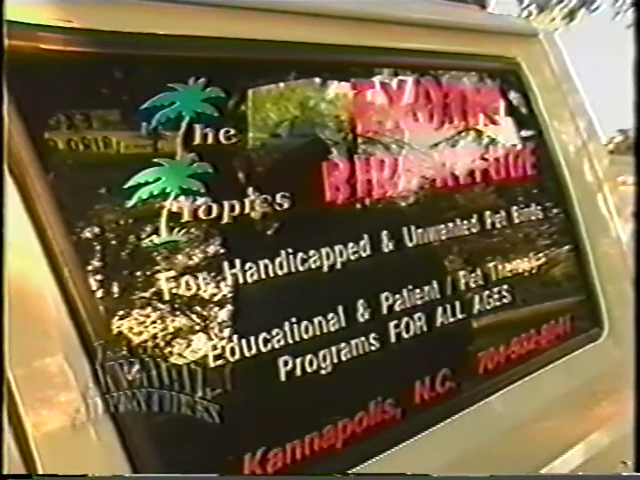 The
Tropics
EXOTIC
BIRD REFUGE
For Handicapped & Unwanted Pet Birds
Educational & Patient / Pet Therapy
Programs FOR ALL AGES
Kannapolis, N.C.
ADVENTURES